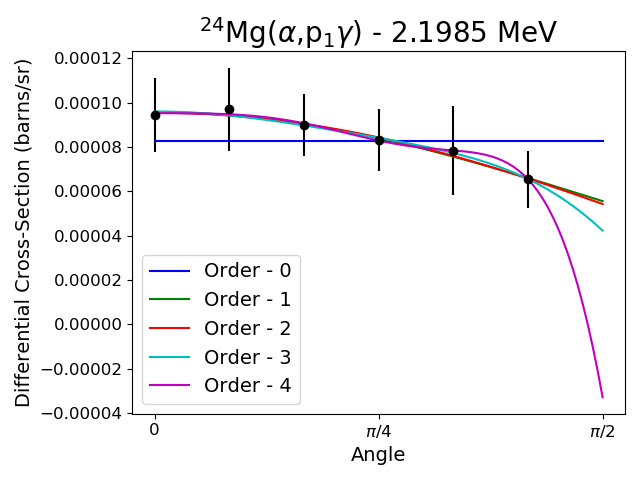 ²⁴Mg(α,p₁γ) - 2.1985 MeV
Differential Cross-Section (barns/sr)
0.00012
0.00010
0.00008
0.00006
0.00004
0.00002
0.00000
−0.00002
−0.00004
Order - 0
Order - 1
Order - 2
Order - 3
Order - 4
0
π/4
π/2
Angle